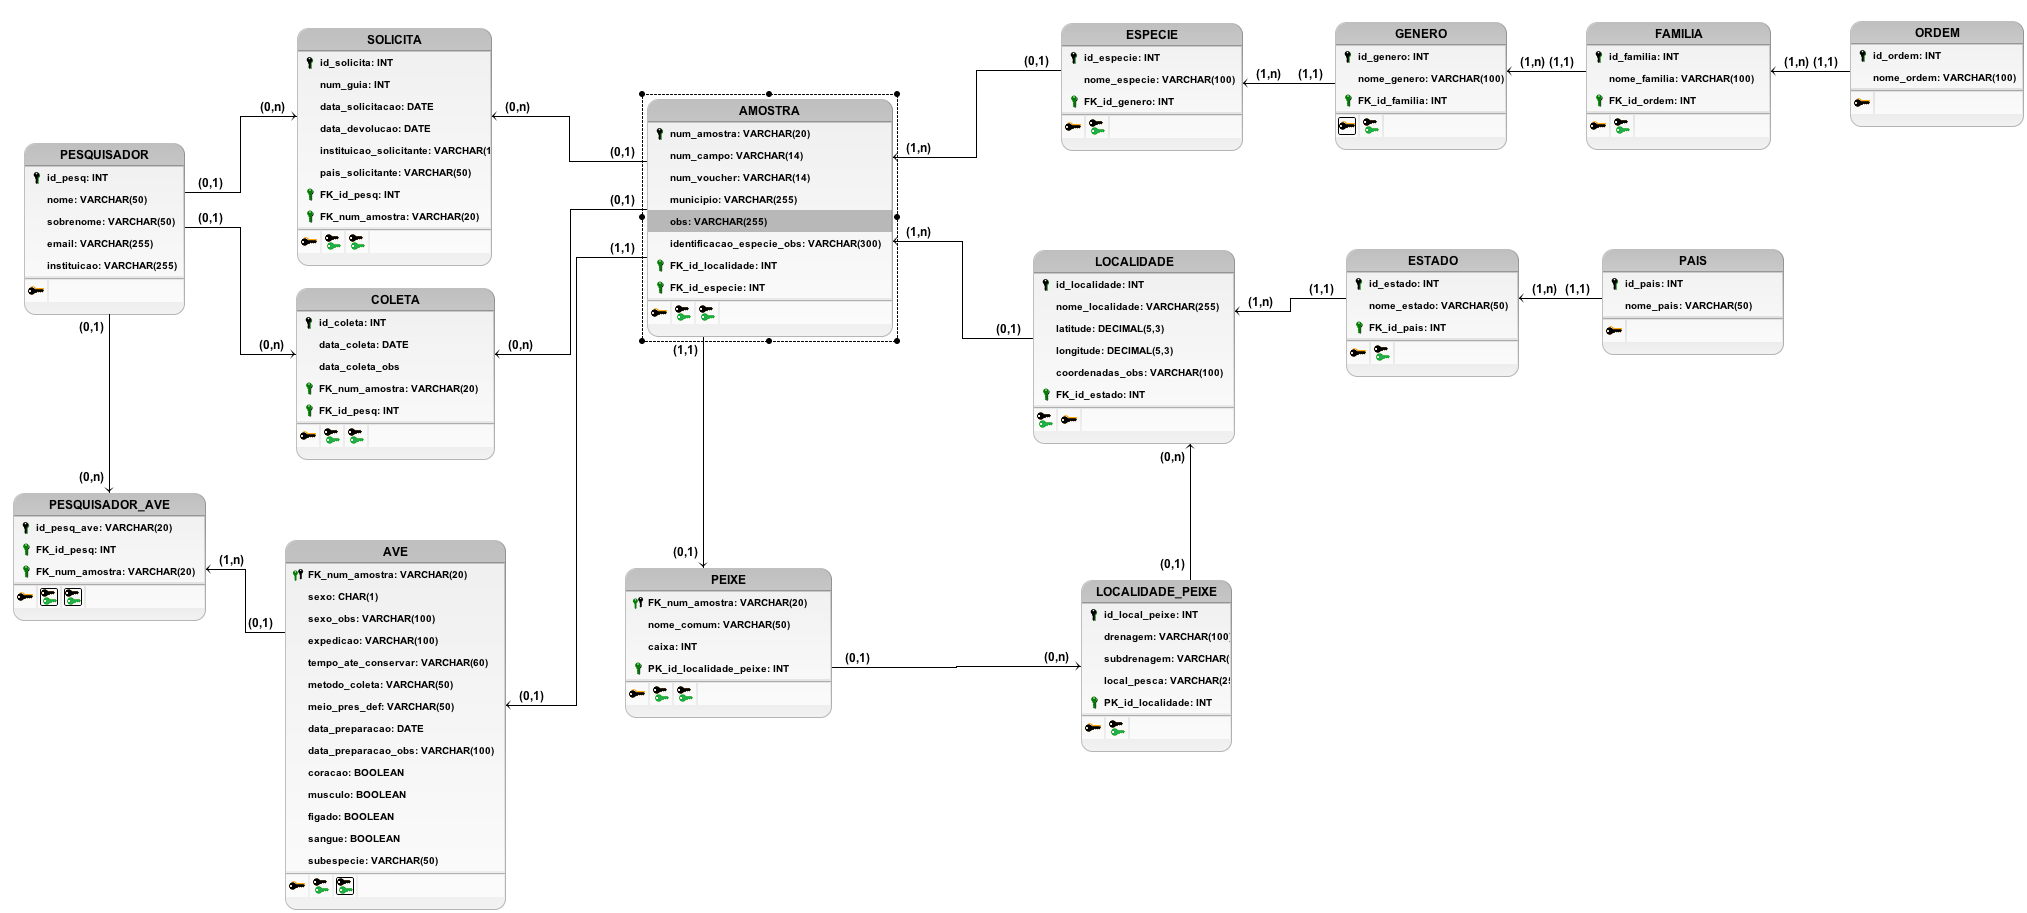 SOLICITA
id_solicita: INT
num_guia: INT
data_solicitacao: DATE
data_devolucao: DATE
instituicao_solicitante: VARCHAR(1
pais_solicitante: VARCHAR(50)
FK_id_pesq: INT
FK_num_amostra: VARCHAR(20)
(0,n)
(0,1)
(0,1)
(0,n)
PESQUISADOR
id_pesq: INT
nome: VARCHAR(50)
sobrenome: VARCHAR(50)
email: VARCHAR(255)
instituicao: VARCHAR(255)
(0,1)
(0,n)
COLETA
id_coleta: INT
data_coleta: DATE
data_coleta_obs
FK_num_amostra: VARCHAR(20)
FK_id_pesq: INT
(0,n)
(0,n)
(0,1)
(0,1)
(1,1)
AMOSTRA
num_amostra: VARCHAR(20)
num_campo: VARCHAR(14)
num_voucher: VARCHAR(14)
municipio: VARCHAR(255)
obs: VARCHAR(255)
identificacao_especie_obs: VARCHAR(300)
FK_id_localidade: INT
FK_id_especie: INT
(1,1)
(0,1)
(1,n)
(0,1)
(1,n)
(0,1)
ESPECIE
id_especie: INT
nome_especie: VARCHAR(100)
FK_id_genero: INT
(1,n)
(1,1)
GENERO
id_genero: INT
nome_genero: VARCHAR(100)
FK_id_familia: INT
(1,n)
(1,1)
FAMILIA
id_familia: INT
nome_familia: VARCHAR(100)
FK_id_ordem: INT
(1,n)
(1,1)
ORDEM
id_ordem: INT
nome_ordem: VARCHAR(100)
LOCALIDADE
id_localidade: INT
nome_localidade: VARCHAR(255)
latitude: DECIMAL(5,3)
longitude: DECIMAL(5,3)
coordenadas_obs: VARCHAR(100)
FK_id_estado: INT
(1,n)
(1,1)
(0,n)
(0,1)
ESTADO
id_estado: INT
nome_estado: VARCHAR(50)
FK_id_pais: INT
(1,n)
(1,1)
PAIS
id_pais: INT
nome_pais: VARCHAR(50)
PESQUISADOR_AVE
id_pesq_ave: VARCHAR(20)
FK_id_pesq: INT
FK_num_amostra: VARCHAR(20)
(1,n)
(0,1)
AVE
FK_num_amostra: VARCHAR(20)
sexo: CHAR(1)
sexo_obs: VARCHAR(100)
expedicao: VARCHAR(100)
tempo_ate_conservar: VARCHAR(60)
metodo_coleta: VARCHAR(50)
meio_pres_def: VARCHAR(50)
data_preparacao: DATE
data_preparacao_obs: VARCHAR(100)
coracao: BOOLEAN
musculo: BOOLEAN
figado: BOOLEAN
sangue: BOOLEAN
subespecie: VARCHAR(50)
(0,1)
PEIXE
FK_num_amostra: VARCHAR(20)
nome_comum: VARCHAR(50)
caixa: INT
PK_id_localidade_peixe: INT
(0,1)
(0,n)
LOCALIDADE_PEIXE
id_local_peixe: INT
drenagem: VARCHAR(100
subdrenagem: VARCHAR(
local_pesca: VARCHAR(25
PK_id_localidade: INT